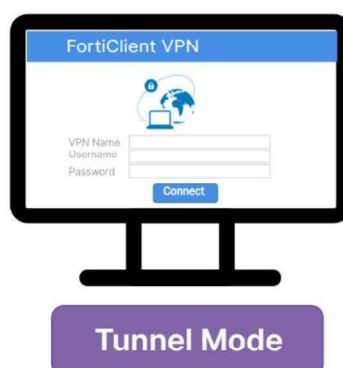 FortiClient VPN
VPN Name
Username
Password
Connect
Tunnel Mode